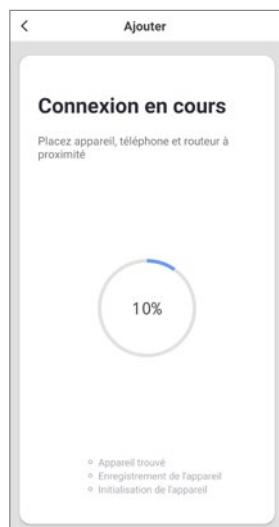 Ajouter
Connexion en cours
Placez appareil, téléphone et routeur à
proximité
10%
Appareil trouvé
Enregistrement de l'appareil
Initialisation de l'appareil